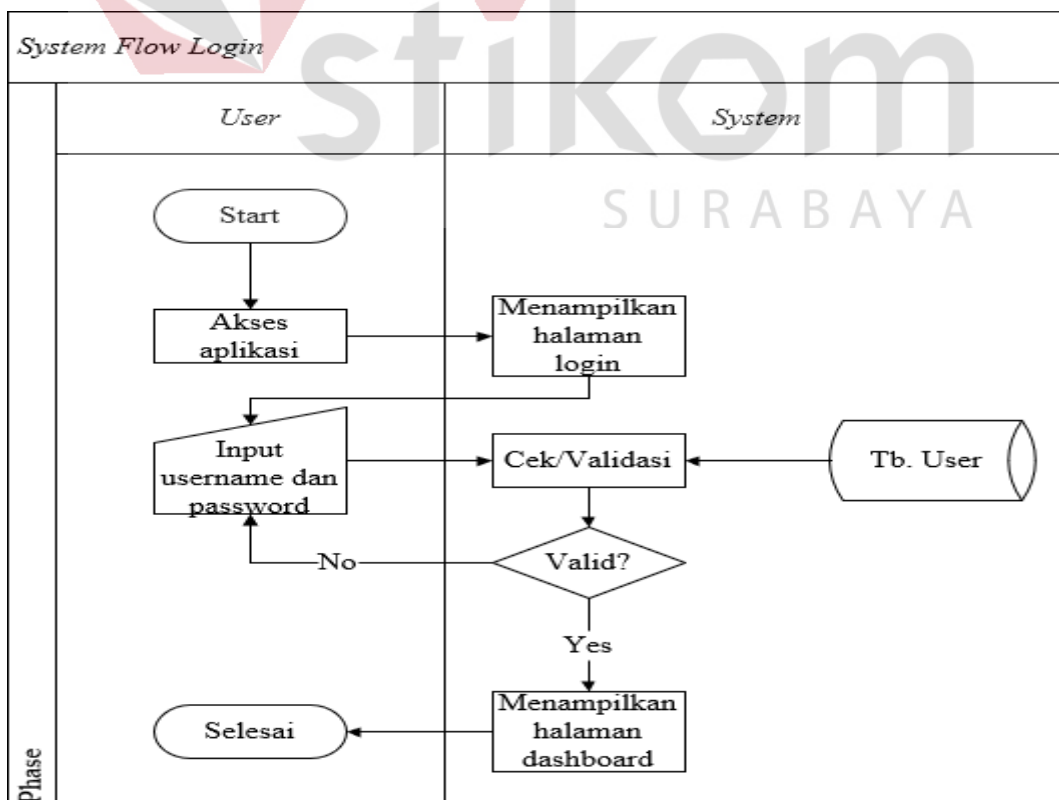 stikom
SURABAYA
System Flow Login
User
System
Start
Akses
aplikasi
Menampilkan
halaman
login
Input
username dan
password
Cek/Validasi
Tb. User
No
Valid?
Yes
Selesai
Menampilkan
halaman
dashboard
Phase